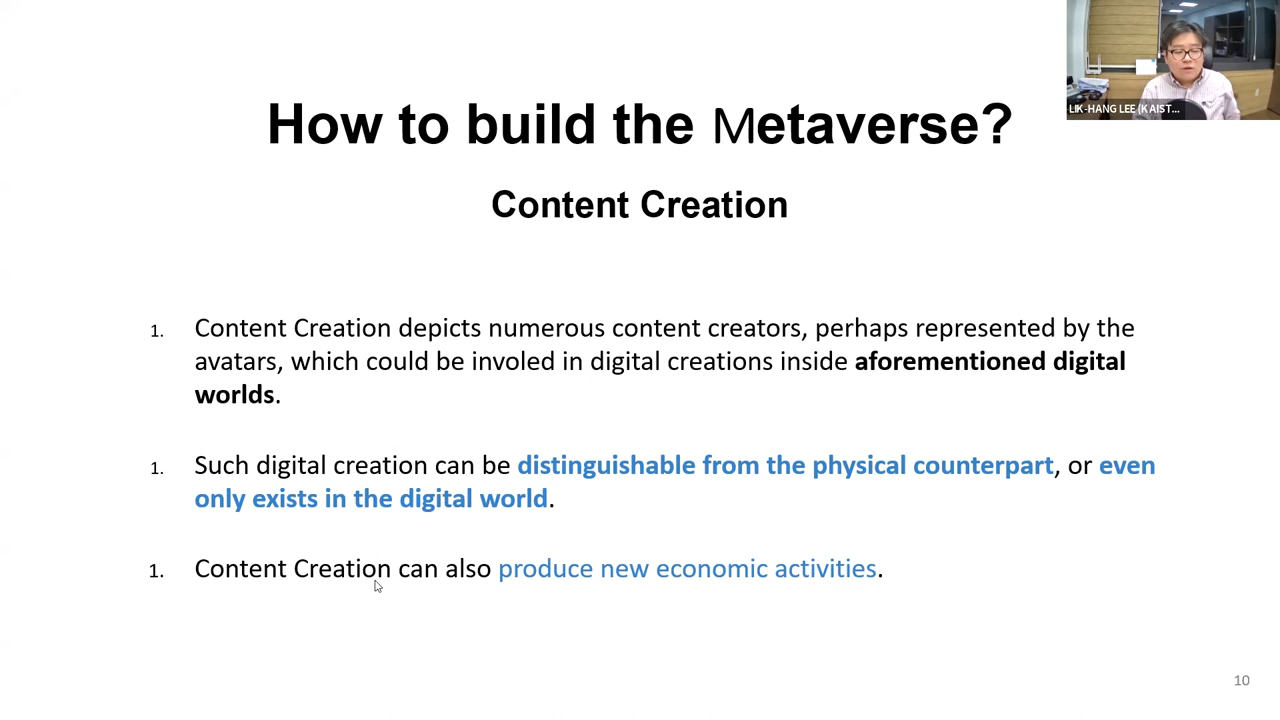 How to build the Metaverse?
Content Creation
1. Content Creation depicts numerous content creators, perhaps represented by the
avatars, which could be involed in digital creations inside aforementioned digital
worlds.
1. Such digital creation can be distinguishable from the physical counterpart, or even
only exists in the digital world.
1. Content Creation can also produce new economic activities.
LIK-HANG LEE (KAIST...
10